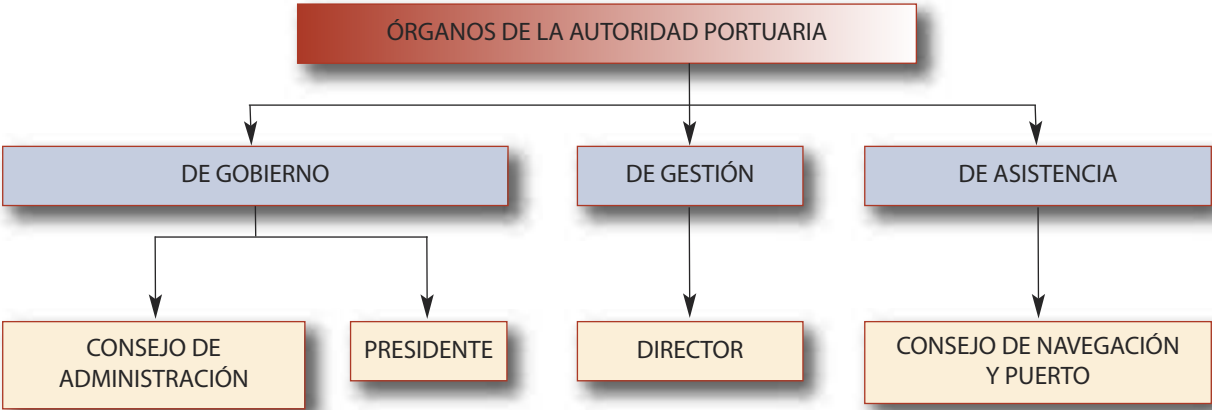 ÓRGANOS DE LA AUTORIDAD PORTUARIA
DE GOBIERNO
DE GESTIÓN
DE ASISTENCIA
CONSEJO DE
ADMINISTRACIÓN
PRESIDENTE
DIRECTOR
CONSEJO DE NAVEGACIÓN
Y PUERTO